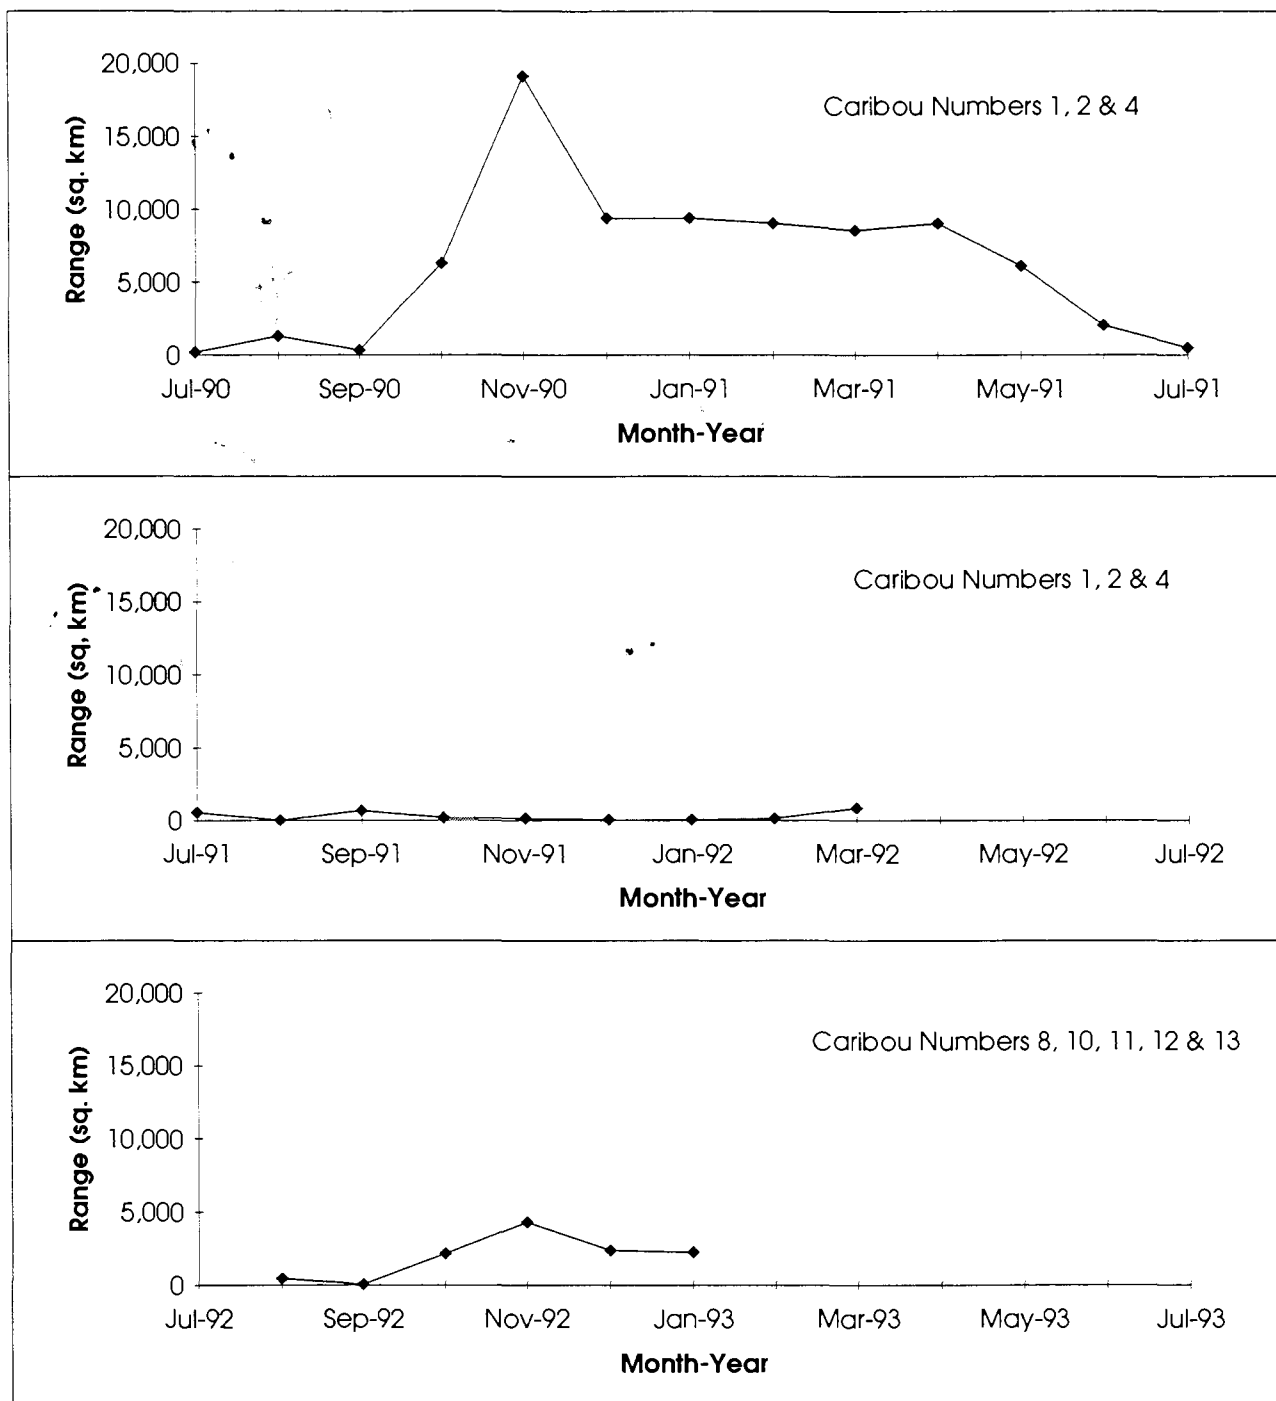 20,000
Caribou Numbers 1, 2 & 4
15,000
10,000
5,000
0
Range (sq. km)
Jul-90 Sep-90 Nov-90 Jan-91 Mar-91 May-91 Jul-91
Month-Year
20,000
Caribou Numbers 1, 2 & 4
15,000
10,000
5,000
0
Range (sq, km)
Jul-91 Sep-91 Nov-91 Jan-92 Mar-92 May-92 Jul-92
Month-Year
20,000
Caribou Numbers 8, 10, 11, 12 & 13
15,000
10,000
5,000
0
Range (sq. km)
Jul-92 Sep-92 Nov-92 Jan-93 Mar-93 May-93 Jul-93
Month-Year